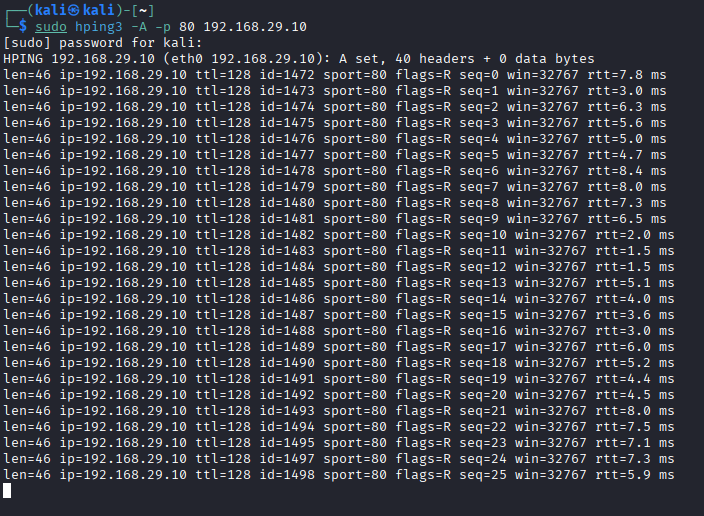 ┌──(kali㉿kali)-[~]
└─$ sudo hping3 -A -p 80 192.168.29.10
[sudo] password for kali:
HPING 192.168.29.10 (eth0 192.168.29.10): A set, 40 headers + 0 data bytes
len=46 ip=192.168.29.10 ttl=128 id=1472 sport=80 flags=R seq=0 win=32767 rtt=7.8 ms
len=46 ip=192.168.29.10 ttl=128 id=1473 sport=80 flags=R seq=1 win=32767 rtt=3.0 ms
len=46 ip=192.168.29.10 ttl=128 id=1474 sport=80 flags=R seq=2 win=32767 rtt=6.3 ms
len=46 ip=192.168.29.10 ttl=128 id=1475 sport=80 flags=R seq=3 win=32767 rtt=5.6 ms
len=46 ip=192.168.29.10 ttl=128 id=1476 sport=80 flags=R seq=4 win=32767 rtt=5.0 ms
len=46 ip=192.168.29.10 ttl=128 id=1477 sport=80 flags=R seq=5 win=32767 rtt=4.7 ms
len=46 ip=192.168.29.10 ttl=128 id=1478 sport=80 flags=R seq=6 win=32767 rtt=8.4 ms
len=46 ip=192.168.29.10 ttl=128 id=1479 sport=80 flags=R seq=7 win=32767 rtt=8.0 ms
len=46 ip=192.168.29.10 ttl=128 id=1480 sport=80 flags=R seq=8 win=32767 rtt=7.3 ms
len=46 ip=192.168.29.10 ttl=128 id=1481 sport=80 flags=R seq=9 win=32767 rtt=6.5 ms
len=46 ip=192.168.29.10 ttl=128 id=1482 sport=80 flags=R seq=10 win=32767 rtt=2.0 ms
len=46 ip=192.168.29.10 ttl=128 id=1483 sport=80 flags=R seq=11 win=32767 rtt=1.5 ms
len=46 ip=192.168.29.10 ttl=128 id=1484 sport=80 flags=R seq=12 win=32767 rtt=1.5 ms
len=46 ip=192.168.29.10 ttl=128 id=1485 sport=80 flags=R seq=13 win=32767 rtt=5.1 ms
len=46 ip=192.168.29.10 ttl=128 id=1486 sport=80 flags=R seq=14 win=32767 rtt=4.0 ms
len=46 ip=192.168.29.10 ttl=128 id=1487 sport=80 flags=R seq=15 win=32767 rtt=3.6 ms
len=46 ip=192.168.29.10 ttl=128 id=1488 sport=80 flags=R seq=16 win=32767 rtt=3.0 ms
len=46 ip=192.168.29.10 ttl=128 id=1489 sport=80 flags=R seq=17 win=32767 rtt=6.0 ms
len=46 ip=192.168.29.10 ttl=128 id=1490 sport=80 flags=R seq=18 win=32767 rtt=5.2 ms
len=46 ip=192.168.29.10 ttl=128 id=1491 sport=80 flags=R seq=19 win=32767 rtt=4.4 ms
len=46 ip=192.168.29.10 ttl=128 id=1492 sport=80 flags=R seq=20 win=32767 rtt=4.5 ms
len=46 ip=192.168.29.10 ttl=128 id=1493 sport=80 flags=R seq=21 win=32767 rtt=8.0 ms
len=46 ip=192.168.29.10 ttl=128 id=1494 sport=80 flags=R seq=22 win=32767 rtt=7.5 ms
len=46 ip=192.168.29.10 ttl=128 id=1495 sport=80 flags=R seq=23 win=32767 rtt=7.1 ms
len=46 ip=192.168.29.10 ttl=128 id=1497 sport=80 flags=R seq=24 win=32767 rtt=7.3 ms
len=46 ip=192.168.29.10 ttl=128 id=1498 sport=80 flags=R seq=25 win=32767 rtt=5.9 ms